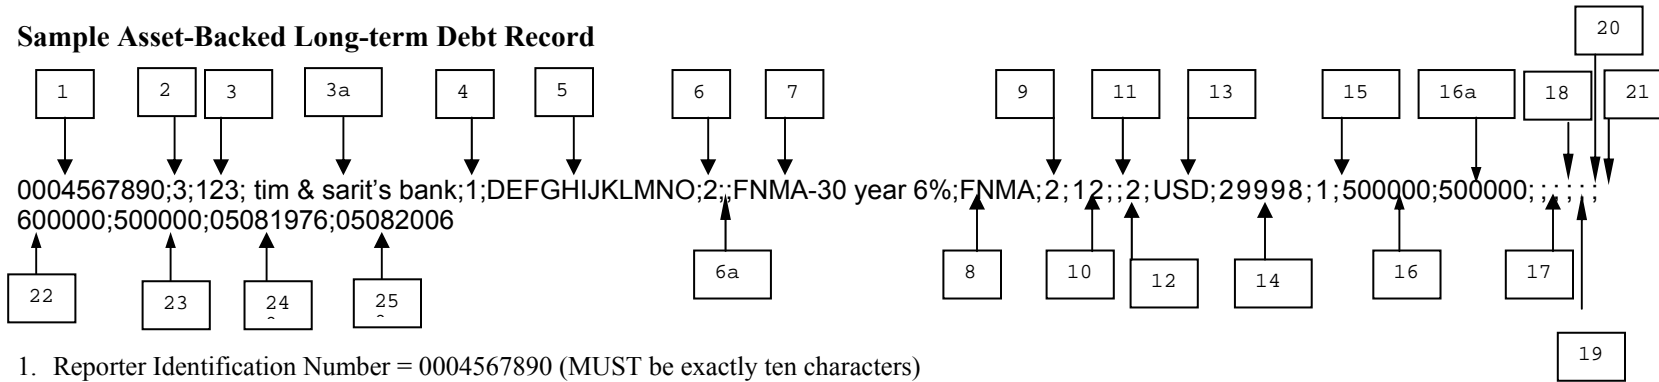 20
Sample Asset-Backed Long-term Debt Record
1 2 3 3a 4 5 6 7 9 11 13 15 16a 18 21
0004567890;3;123; tim & sarit's bank;1;DEFGHIJKLMNO;2;;FNMA-30 year 6%;FNMA;2;12;;2;USD;29998;1;500000;500000;;;;;;
600000;500000;05081976;05082006
22 23 24 25 6a 8 10 12 14 16 17
19
1. Reporter Identification Number = 0004567890 (MUST be exactly ten characters)